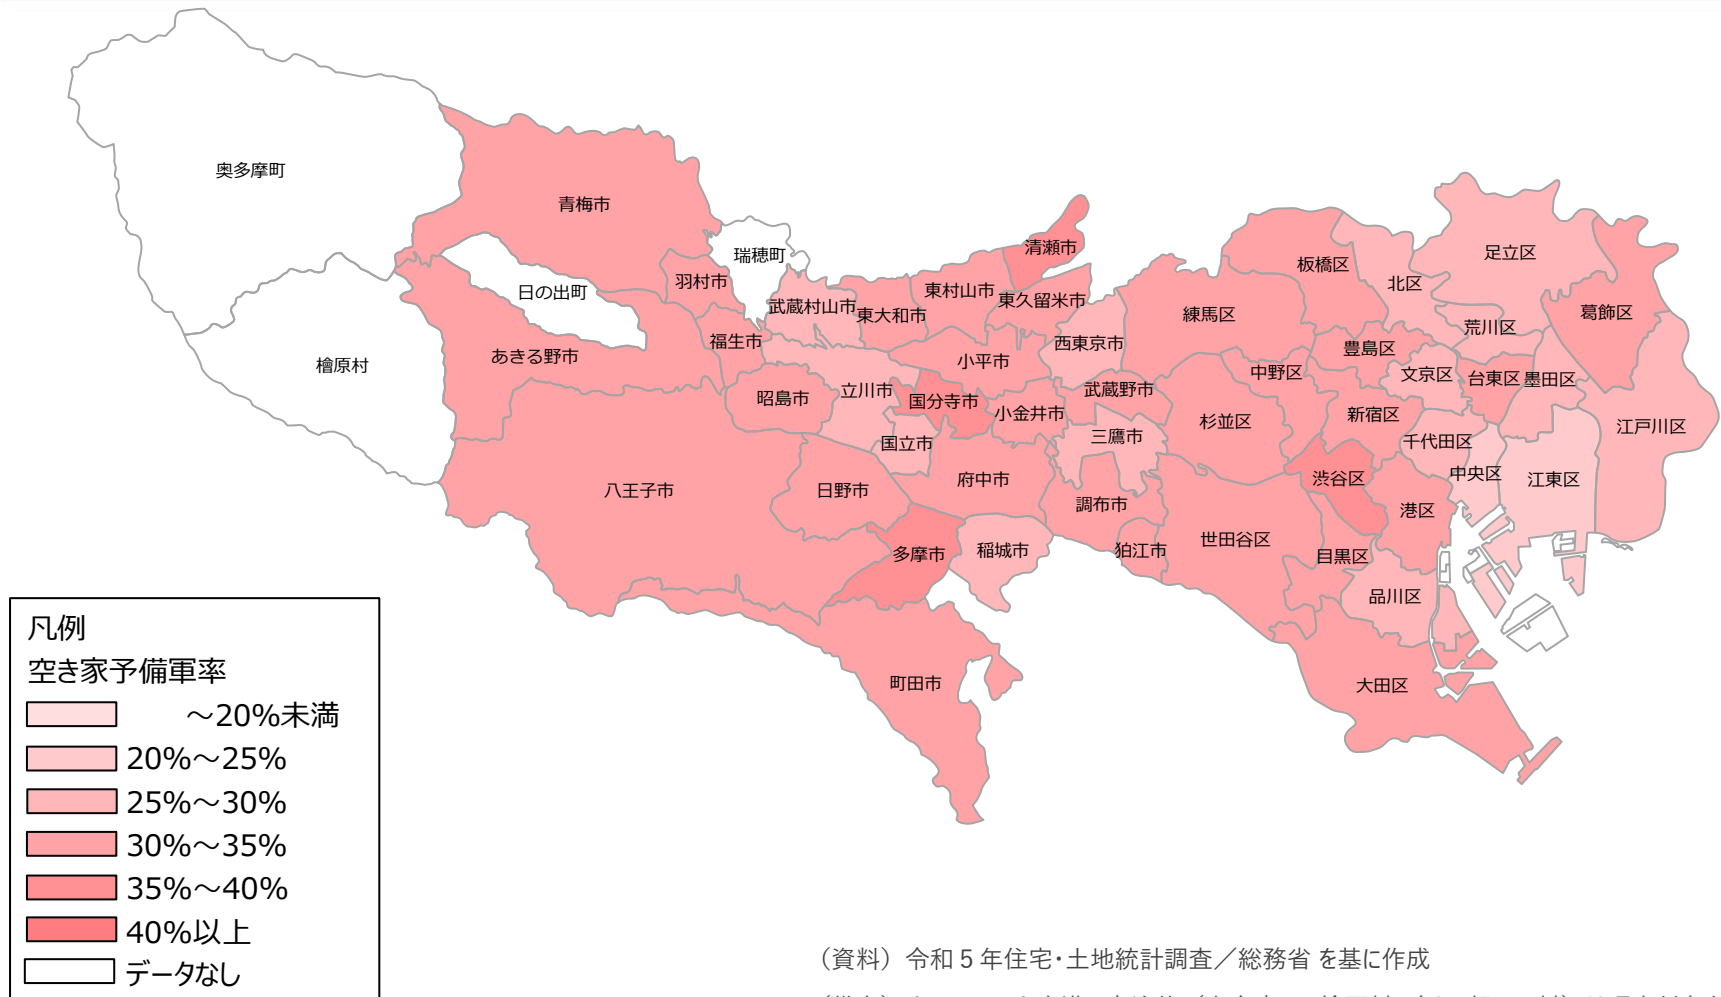 奥多摩町
青梅市
瑞穂町
日の出町
羽村市
檜原村
あきる野市
福生市
武蔵村山市
東大和市
東村山市
清瀬市
東久留米市
西東京市
小平市
立川市
昭島市
国分寺市
小金井市
武蔵野市
三鷹市
国立市
八王子市
日野市
府中市
調布市
狛江市
多摩市
稲城市
町田市
練馬区
板橋区
北区
足立区
葛飾区
荒川区
豊島区
文京区
台東区
墨田区
中野区
杉並区
新宿区
千代田区
江戸川区
中央区
江東区
渋谷区
港区
世田谷区
目黒区
品川区
大田区
凡例
空き家予備軍率
～20%未満
20%～25%
25%～30%
30%～35%
35%～40%
40%以上
データなし
（資料）令和５年住宅・土地統計調査／総務省 を基に作成